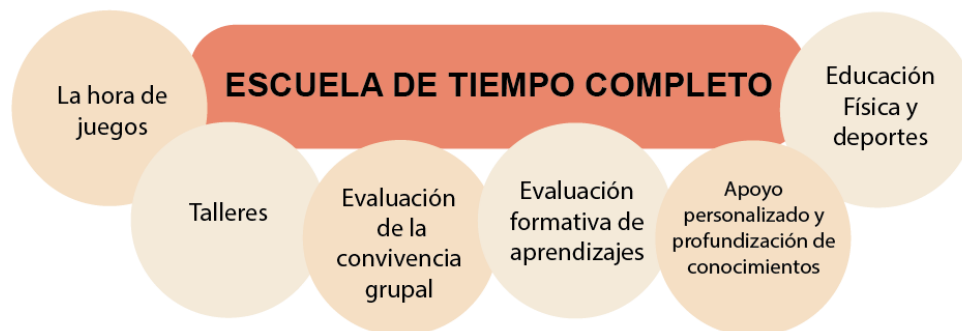 ESCUELA DE TIEMPO COMPLETO
La hora de
juegos
Talleres
Evaluación
de la
convivencia
grupal
Evaluación
formativa de
aprendizajes
Apoyo
personalizado y
profundización de
conocimientos
Educación
Física y
deportes